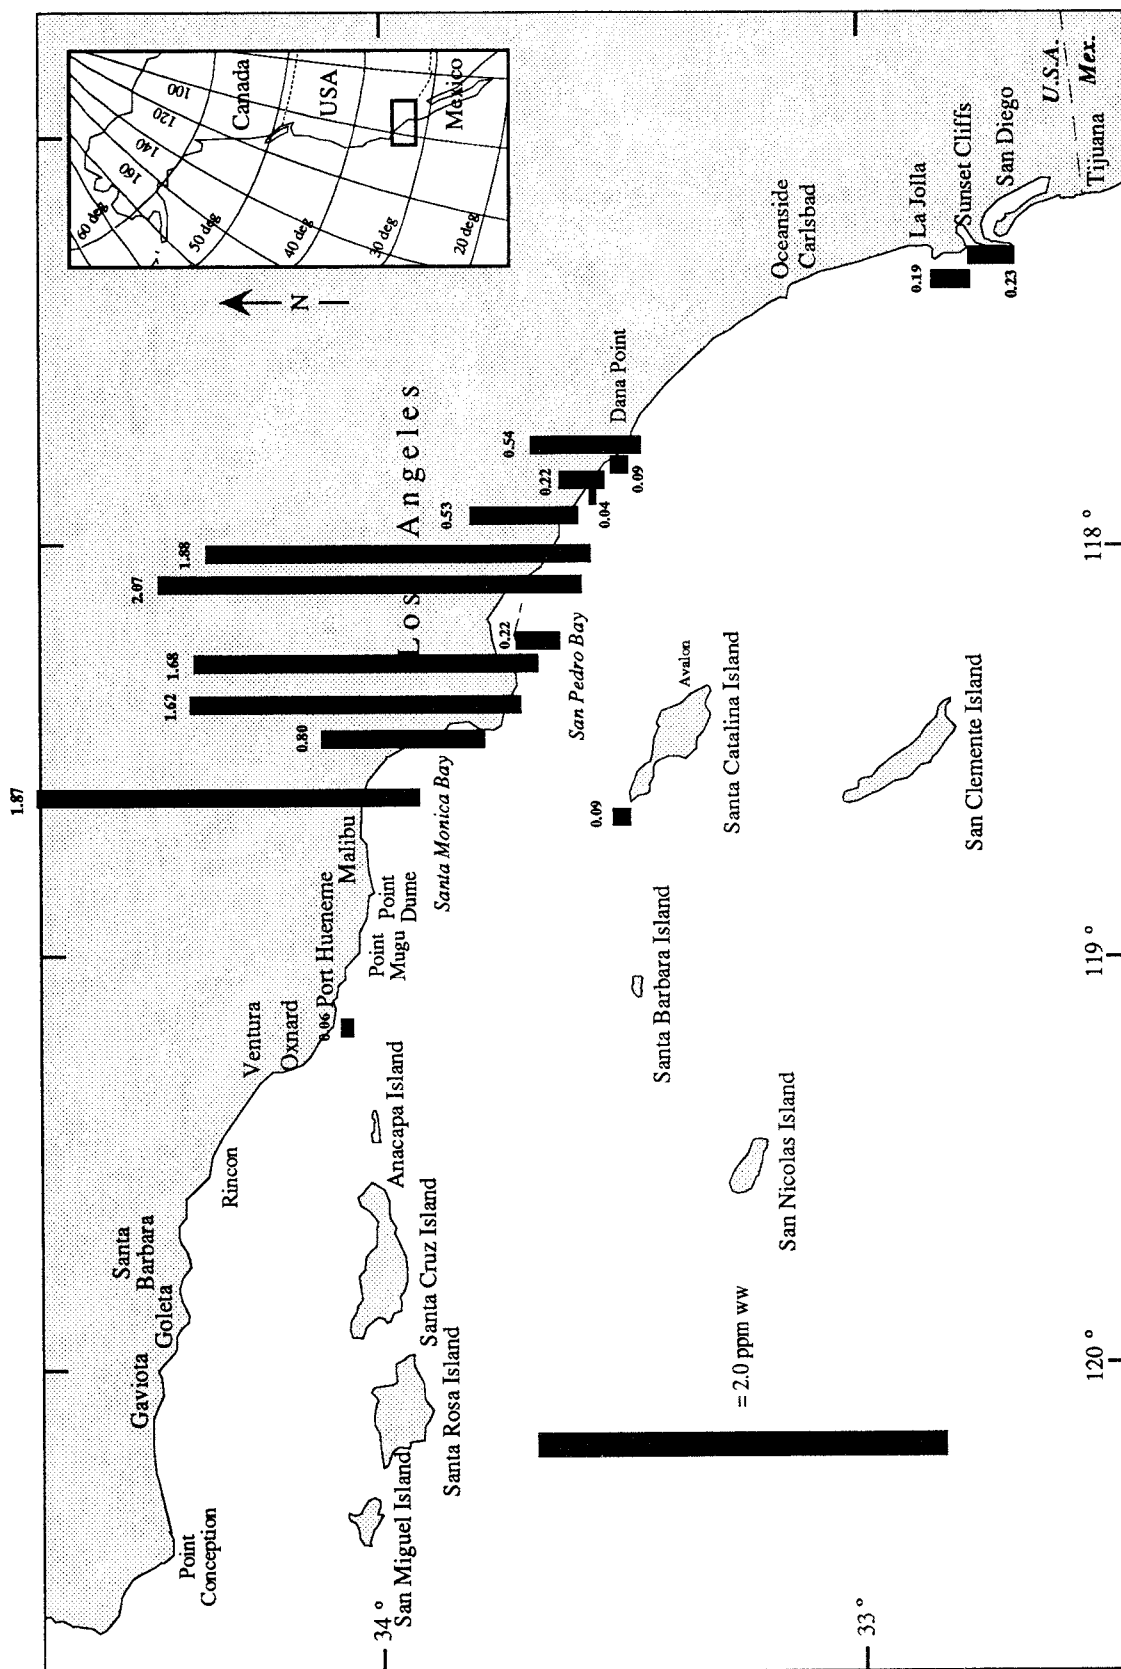 Canada
USA
Mexico
100
120
140
160
60 deg
50 deg
40 deg
30 deg
20 deg
N
Point
Conception
Gaviota
Goleta
Santa
Barbara
Rincon
Ventura
Oxnard
Port Hueneme
0.06
Point
Mugu
Point
Dume
Malibu
Santa Monica Bay
1.87
0.80
1.62
1.68
0.22
San Pedro Bay
Los Angeles
2.07
1.88
0.53
0.04
0.22
0.09
0.54
Dana Point
Oceanside
Carlsbad
La Jolla
0.19
Sunset Cliffs
0.23
San Diego
U.S.A.
Mex.
Tijuana
San Miguel Island
Santa Rosa Island
Santa Cruz Island
Anacapa Island
Santa Barbara Island
San Nicolas Island
0.09
Avalon
Santa Catalina Island
San Clemente Island
= 2.0 ppm ww
34 °
33 °
120 °
119 °
118 °